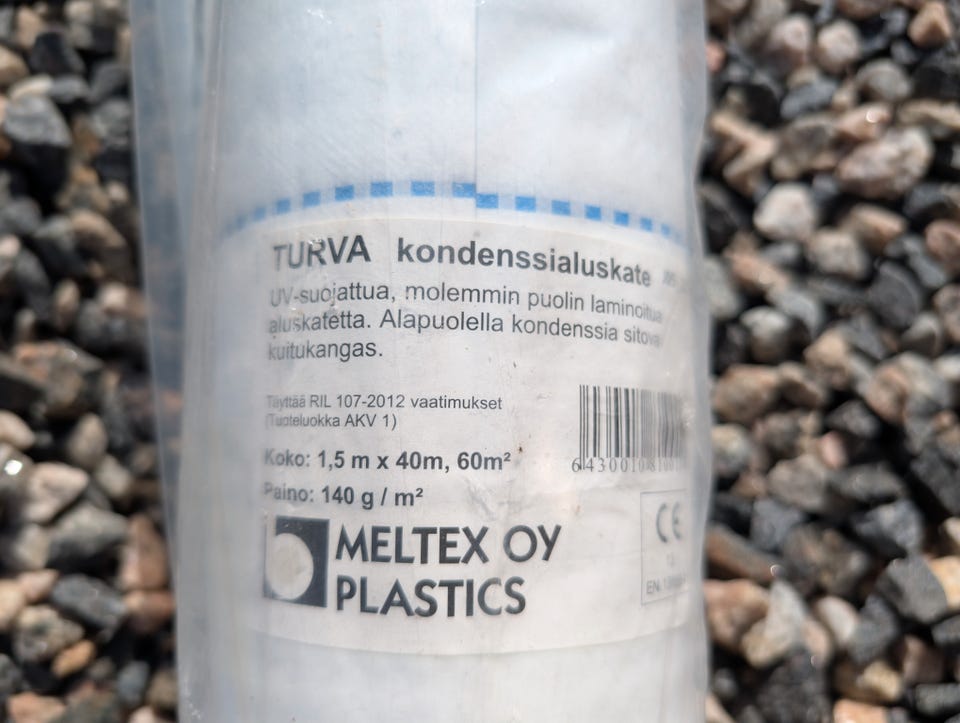 TURVA kondenssialuskate
UV-suojattua, molemmin puolin laminoitua
aluskatetta. Alapuolella kondenssia sitova
kuitukangas.
Täyttää RIL 107-2012 vaatimukset
(Tuoteluokka AKV 1)
Koko: 1,5 m x 40m, 60m²
Paino: 140 g / m²
MELTEX OY
PLASTICS
CE
EN